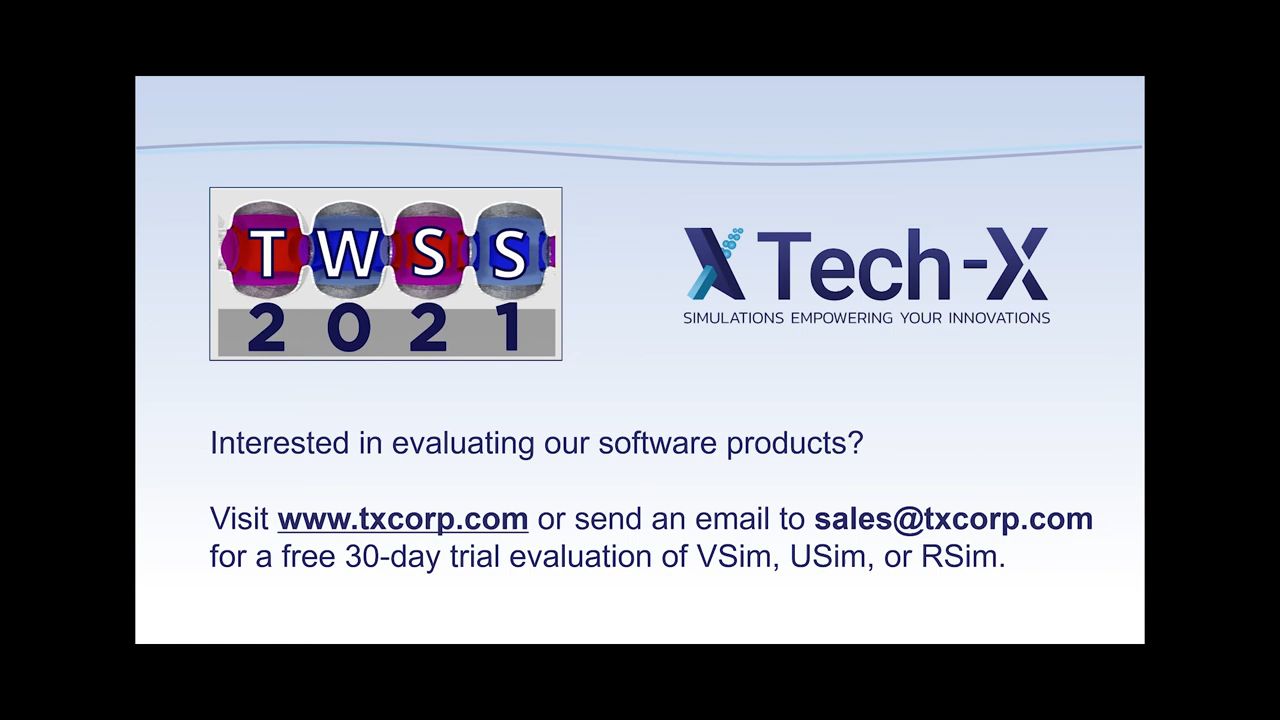 TWSS
2021
Tech-X
SIMULATIONS EMPOWERING YOUR INNOVATIONS
Interested in evaluating our software products?
Visit www.txcorp.com or send an email to sales@txcorp.com
for a free 30-day trial evaluation of VSim, USim, or RSim.